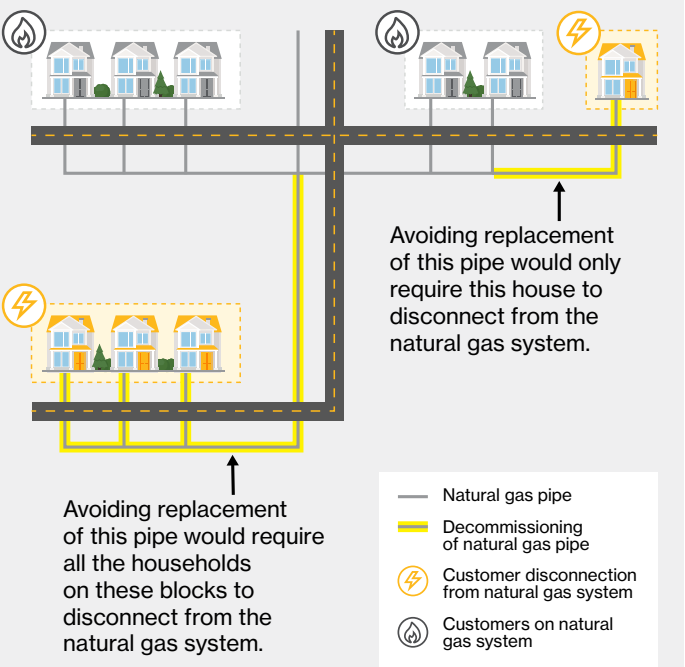 Avoiding replacement
of this pipe would only
require this house to
disconnect from the
natural gas system.
Avoiding replacement
of this pipe would require
all the households
on these blocks to
disconnect from the
natural gas system.
Natural gas pipe
Decommissioning
of natural gas pipe
Customer disconnection
from natural gas system
Customers on natural
gas system